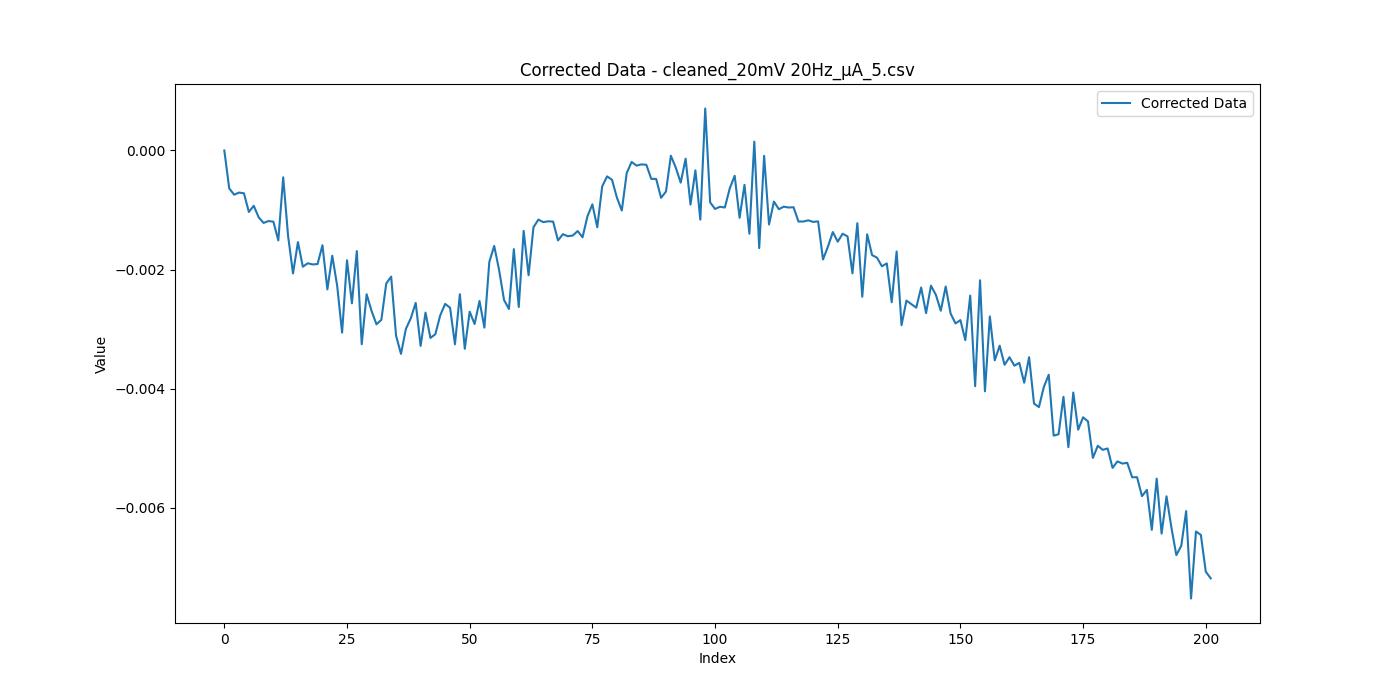 Corrected Data - cleaned_20mV 20Hz_μA_5.csv
Corrected Data
0.000
−0.002
−0.004
−0.006
Value
0 25 50 75 100 125 150 175 200
Index